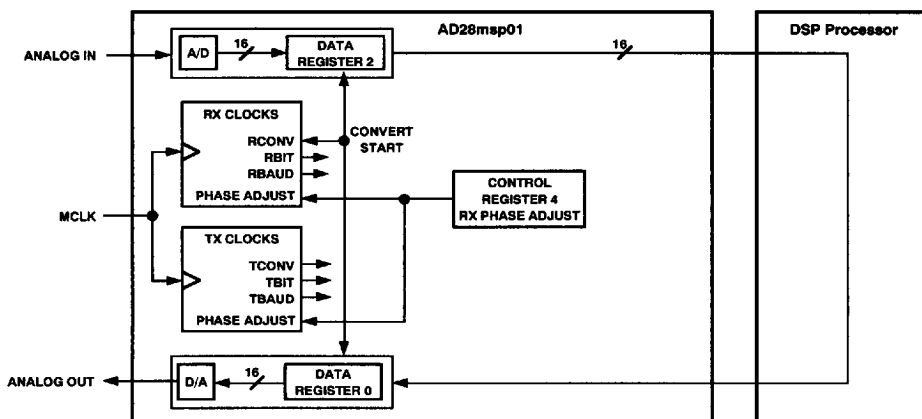 AD28msp01
DSP Processor
ANALOG IN
A/D
16
DATA
REGISTER 2
16
RX CLOCKS
RCONV
RBIT
RBAUD
PHASE ADJUST
CONVERT
START
CONTROL
REGISTER 4
RX PHASE ADJUST
MCLK
TX CLOCKS
TCONV
TBIT
TBAUD
PHASE ADJUST
ANALOG OUT
D/A
16
DATA
REGISTER 0